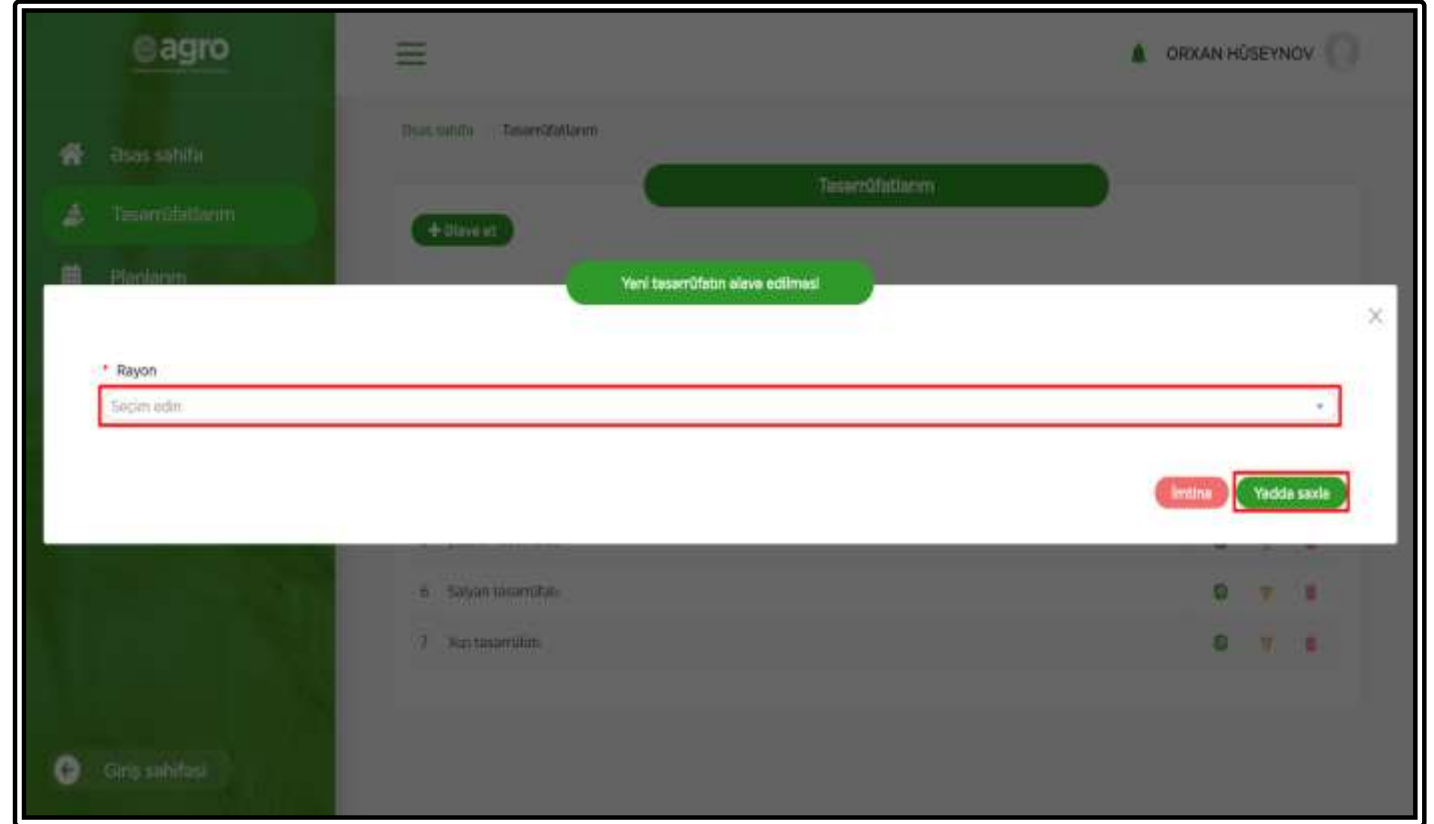 agro
ORXAN HÜSEYNOV
Əsas səhifə
Təsərrüfatlarım
Əsas səhifə
Təsərrüfatlarım
Təsərrüfatlarım
+ Əlavə et
Planlarım
Yeni təsərrüfatın əlavə edilməsi
* Rayon
Seçim edin
İmtina
Yadda saxla
6 Salyan təsərrüfatı
7 Xızı təsərrüfatı
Giriş səhifəsi